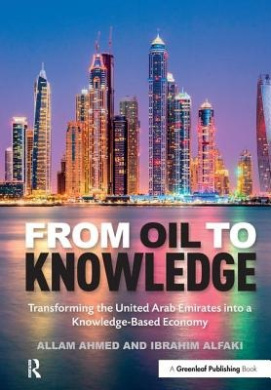 FROM OIL TO
KNOWLEDGE
Transforming the United Arab Emirates into a
Knowledge-Based Economy
ALLAM AHMED AND IBRAHIM ALFAKI
R
A Greenleaf Publishing Book